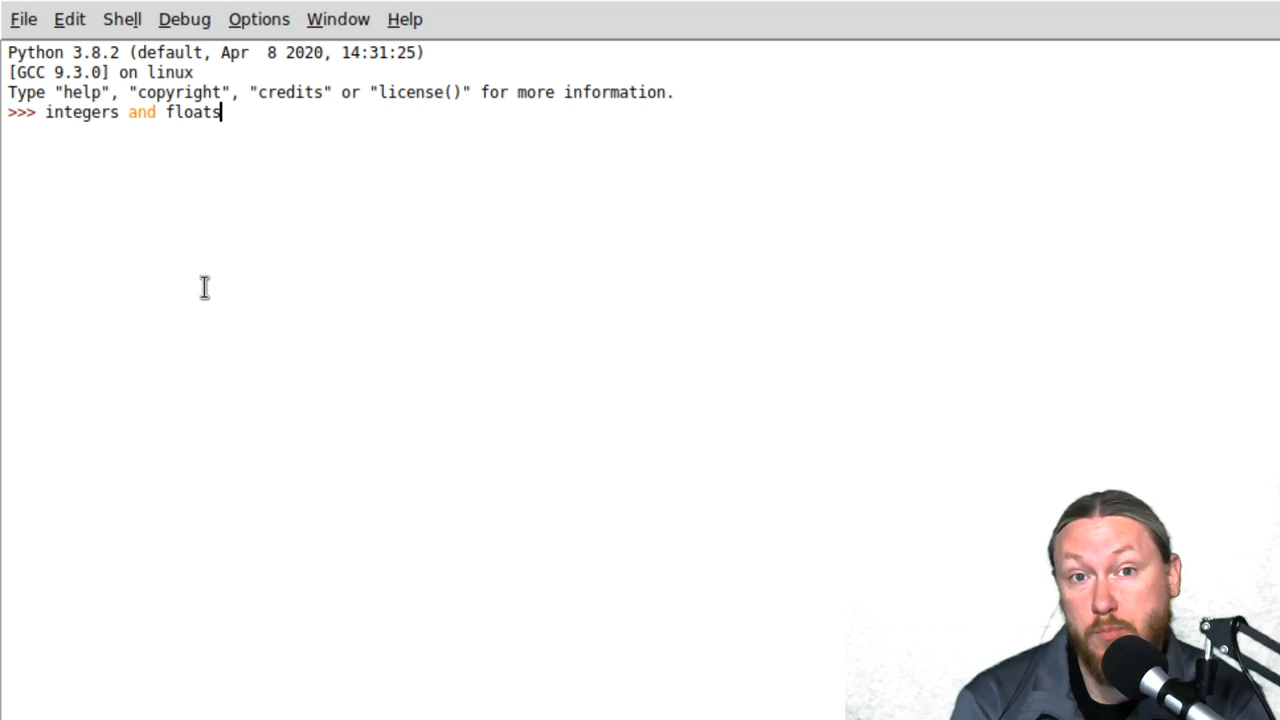 File Edit Shell Debug Options Window Help
Python 3.8.2 (default, Apr  8 2020, 14:31:25)
[GCC 9.3.0] on linux
Type "help", "copyright", "credits" or "license()" for more information.
>>> integers and floats